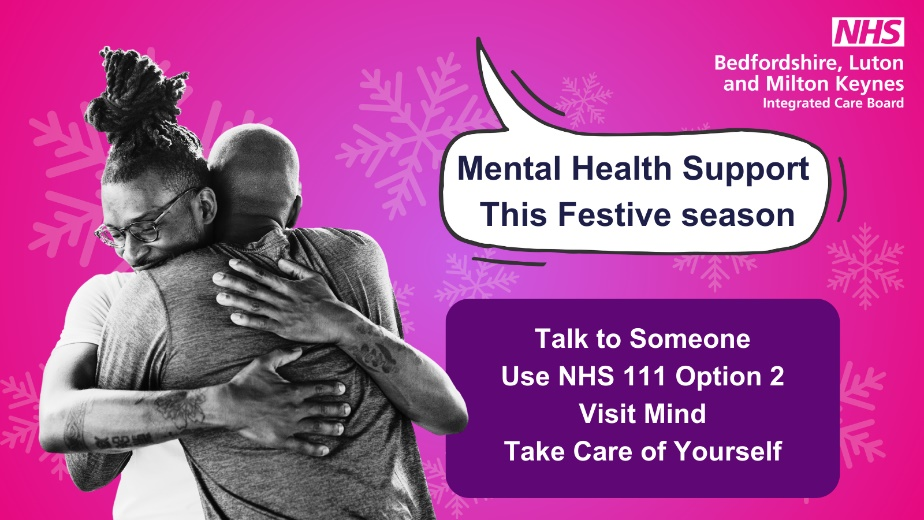 NHS
Bedfordshire, Luton
and Milton Keynes
Integrated Care Board
Mental Health Support
This Festive season
Talk to Someone
Use NHS 111 Option 2
Visit Mind
Take Care of Yourself